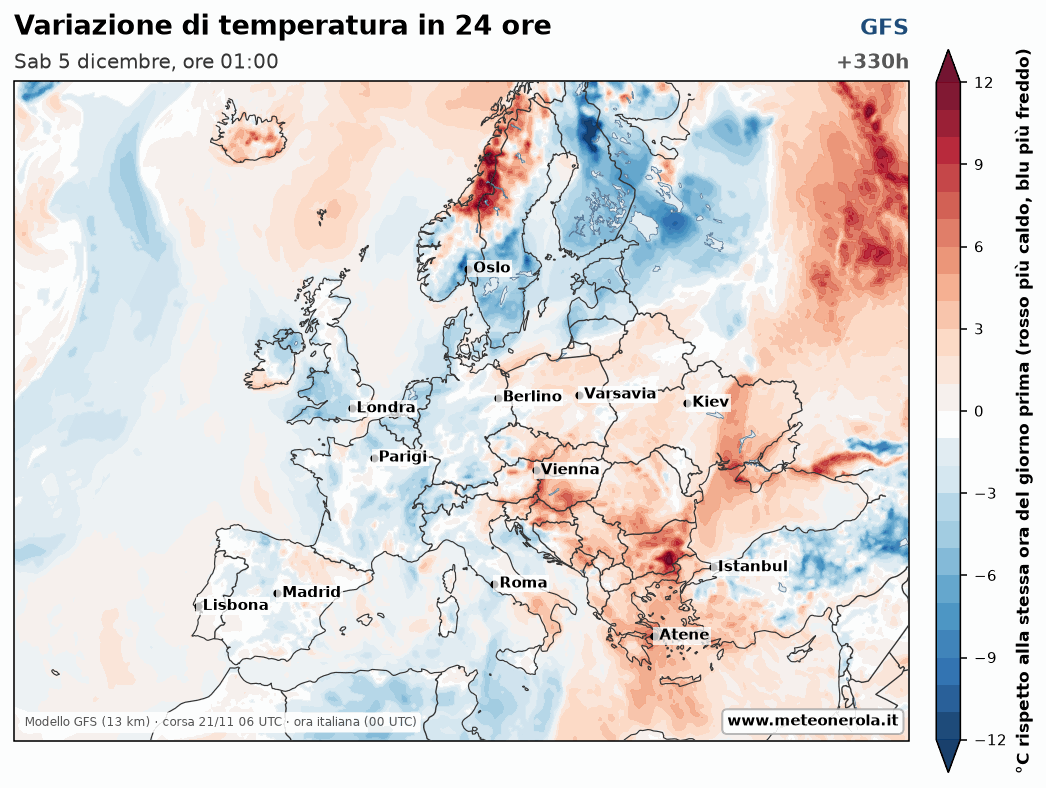 Variazione di temperatura in 24 ore
GFS
Sab 5 dicembre, ore 01:00
+330h
Oslo
Londra
Berlino
Varsavia
Kiev
Parigi
Vienna
Roma
Istanbul
Madrid
Lisbona
Atene
Modello GFS (13 km) · corsa 21/11 06 UTC · ora italiana (00 UTC)
www.meteonerola.it
12
9
6
3
0
−3
−6
−9
−12
°C rispetto alla stessa ora del giorno prima (rosso più caldo, blu più freddo)